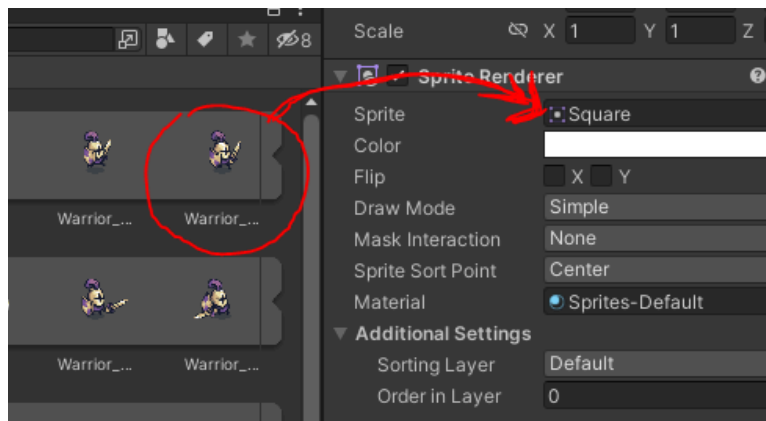 8
Warrior_...
Warrior_...
Warrior_...
Warrior_...
Scale X 1 Y 1 Z
Sprite Renderer
Sprite Square
Color
Flip X Y
Draw Mode Simple
Mask Interaction None
Sprite Sort Point Center
Material Sprites-Default
Additional Settings
Sorting Layer Default
Order in Layer 0